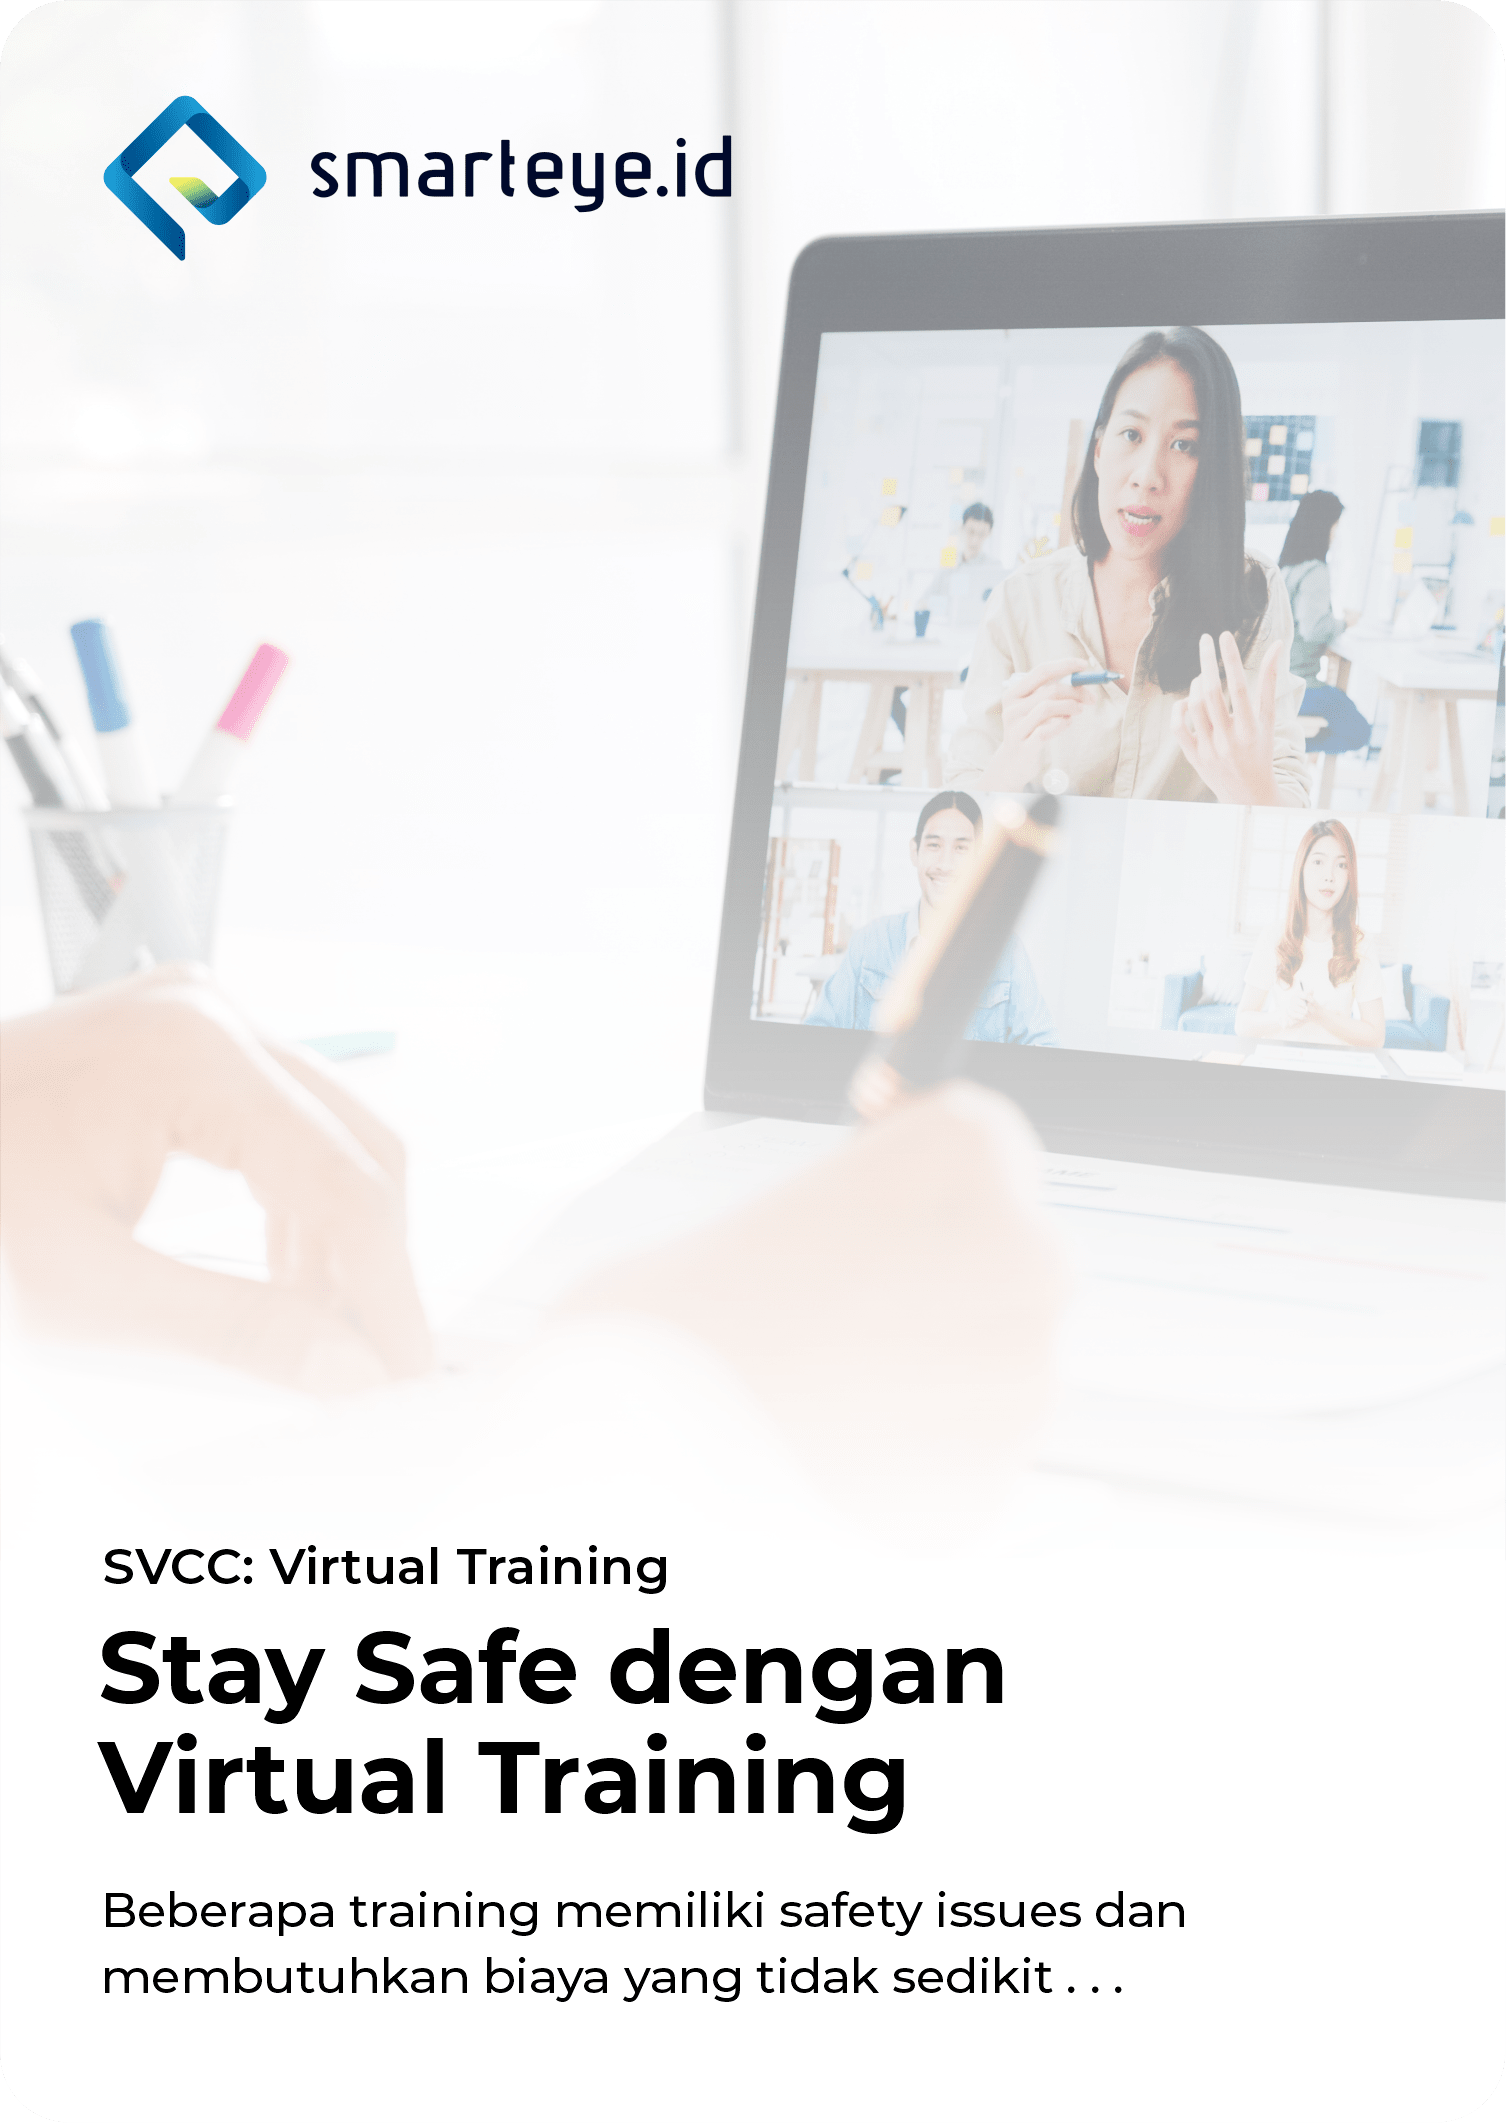 smarteye.id
SVCC: Virtual Training
Stay Safe dengan
Virtual Training
Beberapa training memiliki safety issues dan
membutuhkan biaya yang tidak sedikit . . .